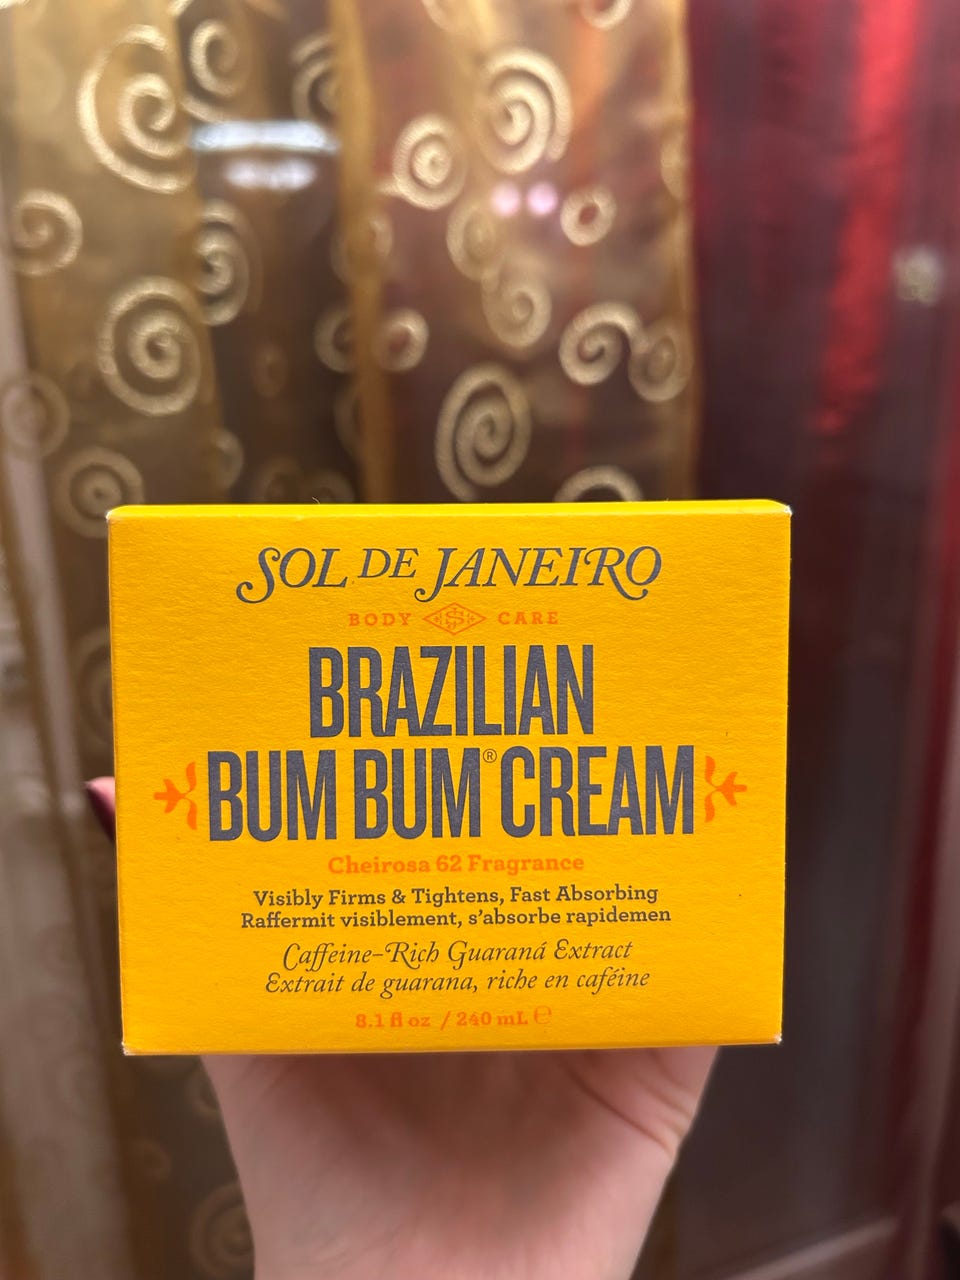 SOL DE JANEIRO
BODY CARE
BRAZILIAN
BUM BUM® CREAM
Cheirosa 62 Fragrance
Visibly Firms & Tightens, Fast Absorbing
Raffermit visiblement, s'absorbe rapidemen
Caffeine-Rich Guaraná Extract
Extrait de guarana, riche en caféine
8.1 fl oz / 240 mL ℮